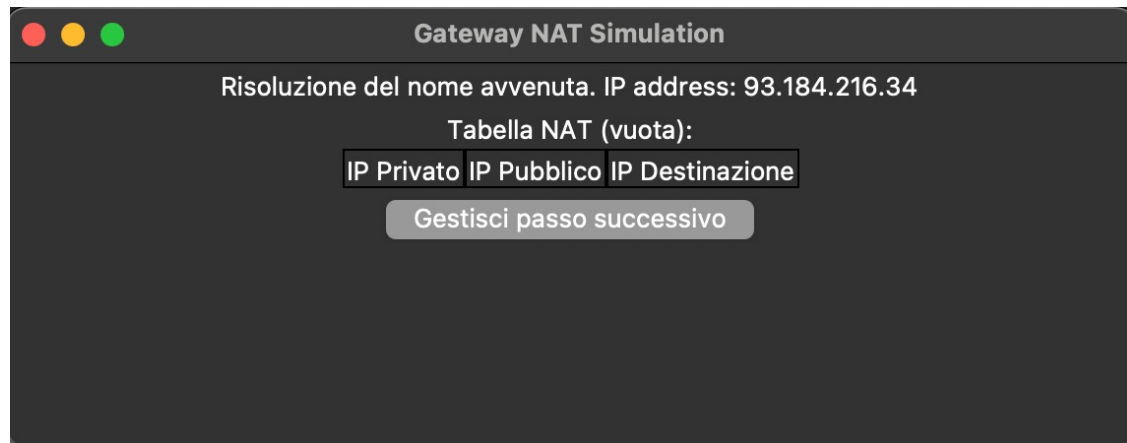 Gateway NAT Simulation
Risoluzione del nome avvenuta. IP address: 93.184.216.34
Tabella NAT (vuota):
IP Privato IP Pubblico IP Destinazione
Gestisci passo successivo